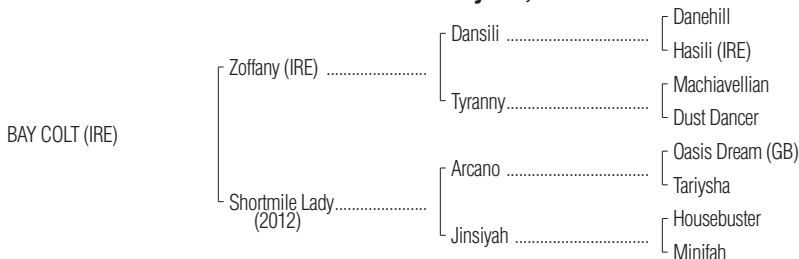 Danehill
Dansili ......................................
Hasili (IRE)
Zoffany (IRE) ..........................
Machiavellian
Tyranny......................................
Dust Dancer
BAY COLT (IRE)
Oasis Dream (GB)
Arcano ......................................
Tariysha
Shortmile Lady........................
(2012)
Housebuster
Jinsiyah ....................................
Minifah